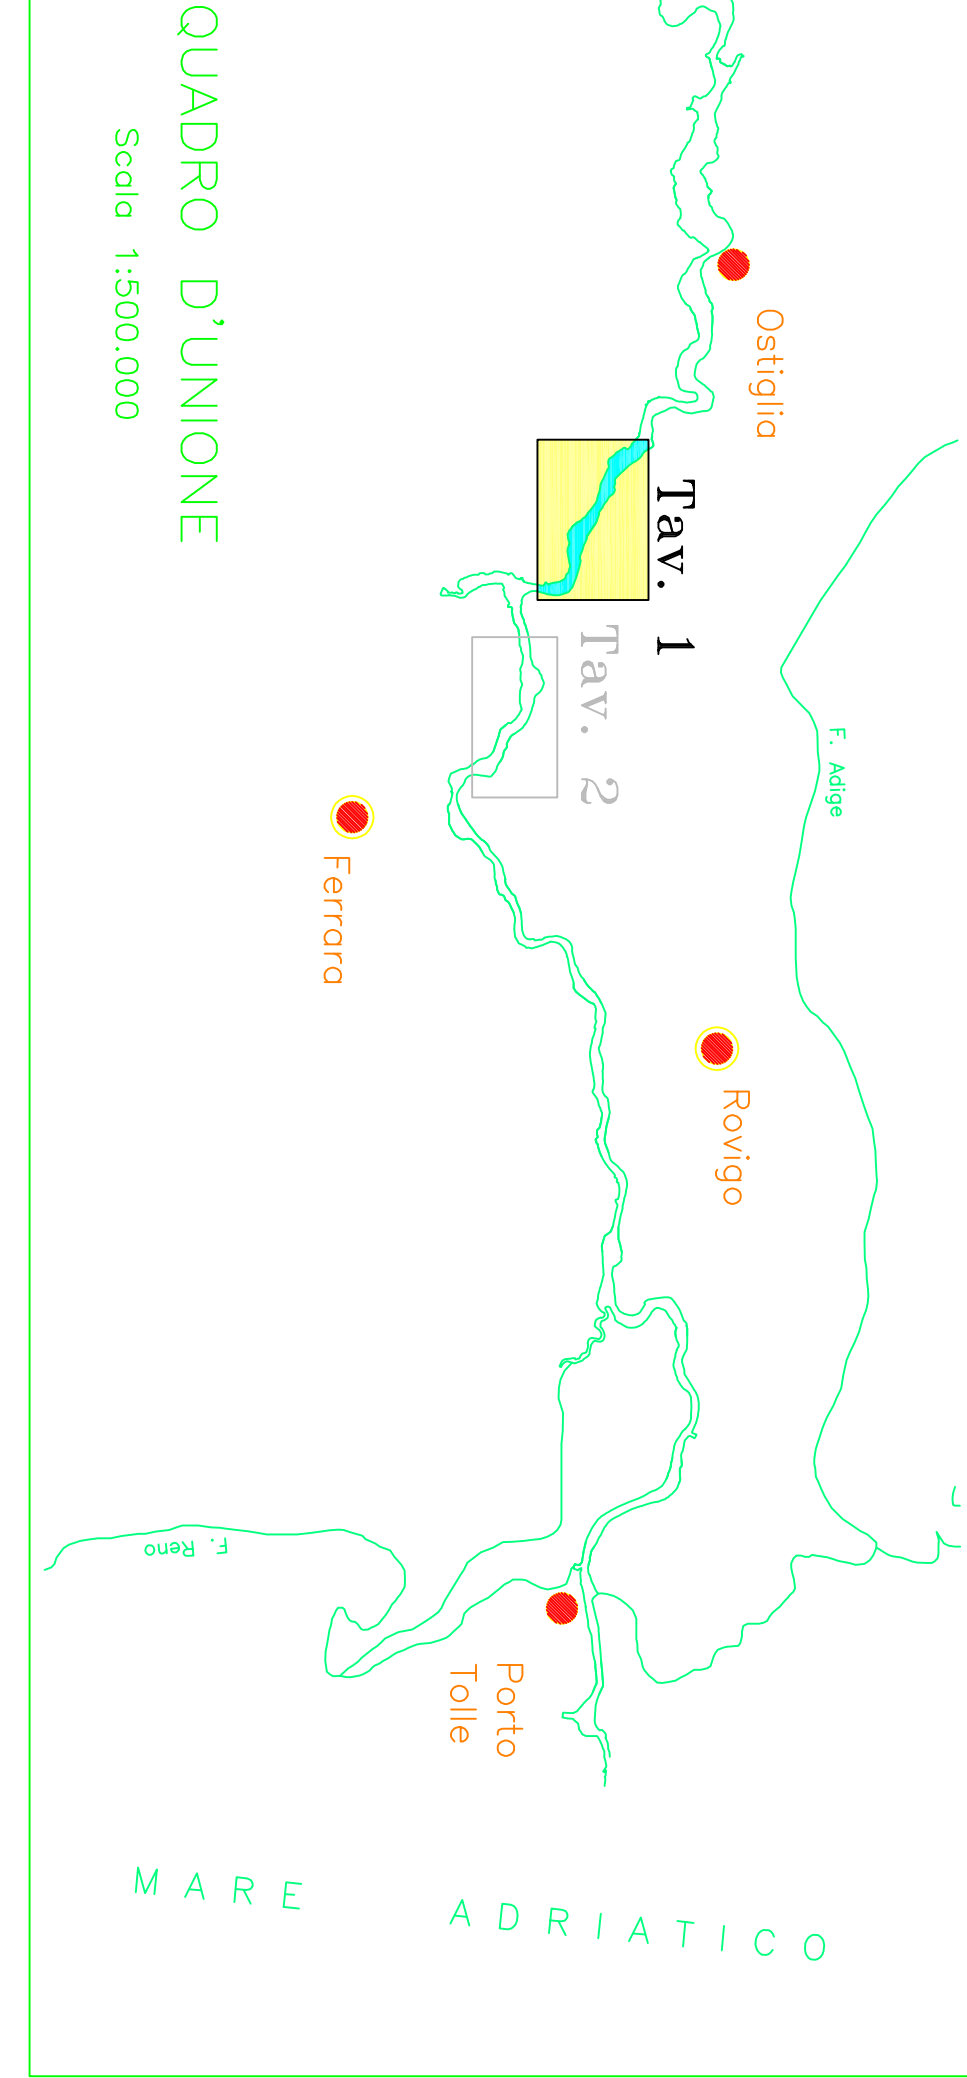 Ostiglia
F. Adige
Tav. 1
Tav. 2
Rovigo
Ferrara
Porto
Tolle
F. Reno
MARE ADRIATICO
QUADRO D'UNIONE
Scala 1:500.000